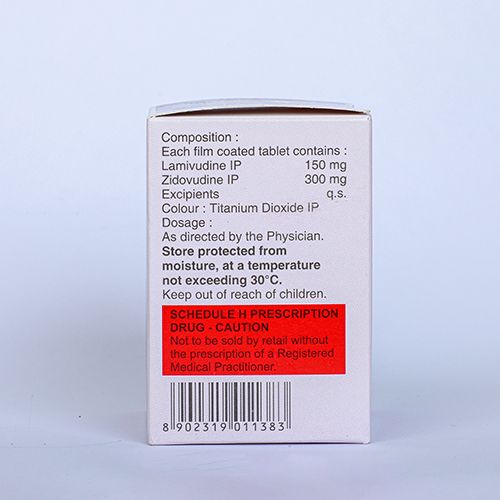 Composition :
Each film coated tablet contains :
Lamivudine IP 150 mg
Zidovudine IP 300 mg
Excipients q.s.
Colour : Titanium Dioxide IP
Dosage :
As directed by the Physician.
Store protected from
moisture, at a temperature
not exceeding 30°C.
Keep out of reach of children.
SCHEDULE H PRESCRIPTION
DRUG - CAUTION
Not to be sold by retail without
the prescription of a Registered
Medical Practitioner.
8 902319 011383